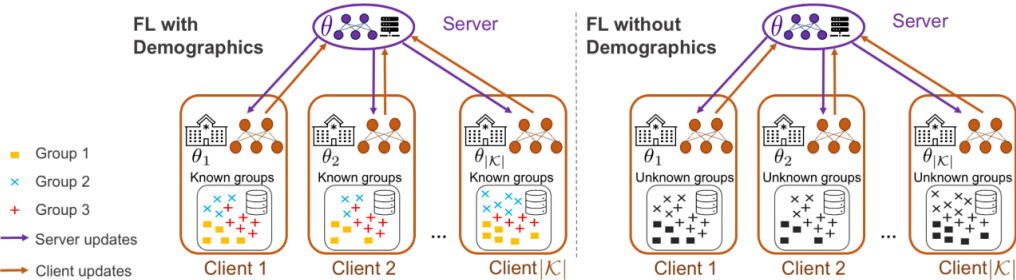 FL with
Demographics
θ
Server
θ₁
Known groups
Client 1
θ₂
Known groups
Client 2
...
θ|𝒦|
Known groups
Client|𝒦|
Group 1
Group 2
Group 3
Server updates
Client updates
FL without
Demographics
θ
Server
θ₁
Unknown groups
Client 1
θ₂
Unknown groups
Client 2
...
θ|𝒦|
Unknown groups
Client|𝒦|